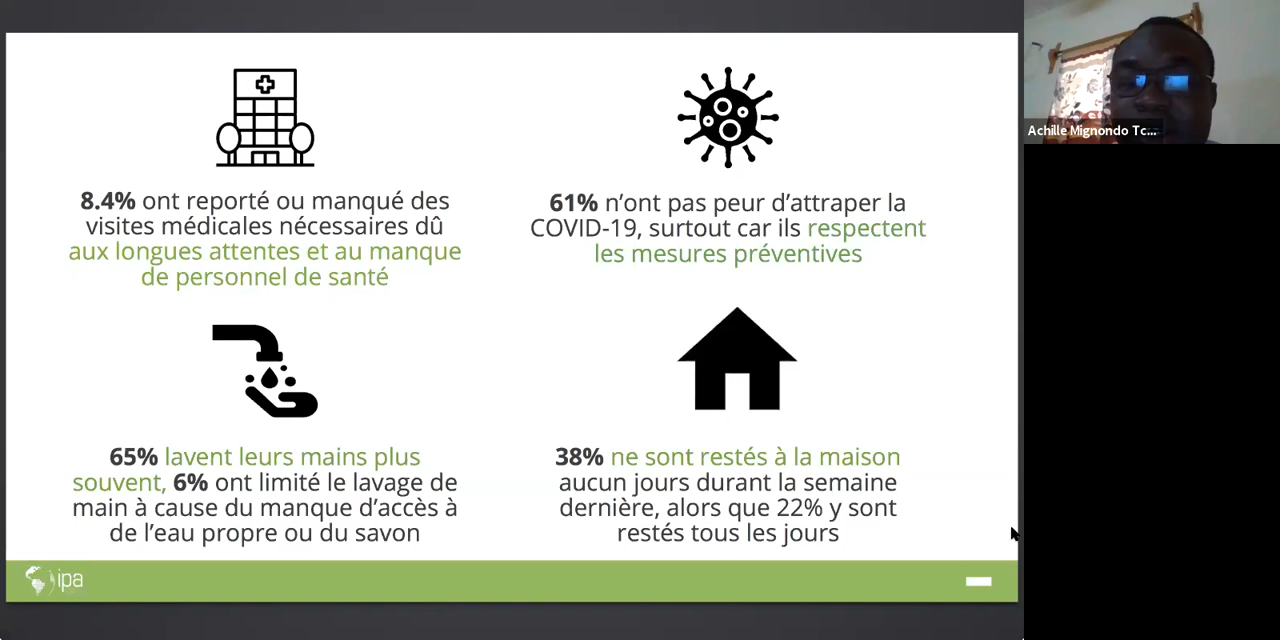 8.4% ont reporté ou manqué des
visites médicales nécessaires dû
aux longues attentes et au manque
de personnel de santé
61% n’ont pas peur d’attraper la
COVID-19, surtout car ils respectent
les mesures préventives
65% lavent leurs mains plus
souvent, 6% ont limité le lavage de
main à cause du manque d’accès à
de l’eau propre ou du savon
38% ne sont restés à la maison
aucun jours durant la semaine
dernière, alors que 22% y sont
restés tous les jours
ipa
Achille Mignondo Tc...